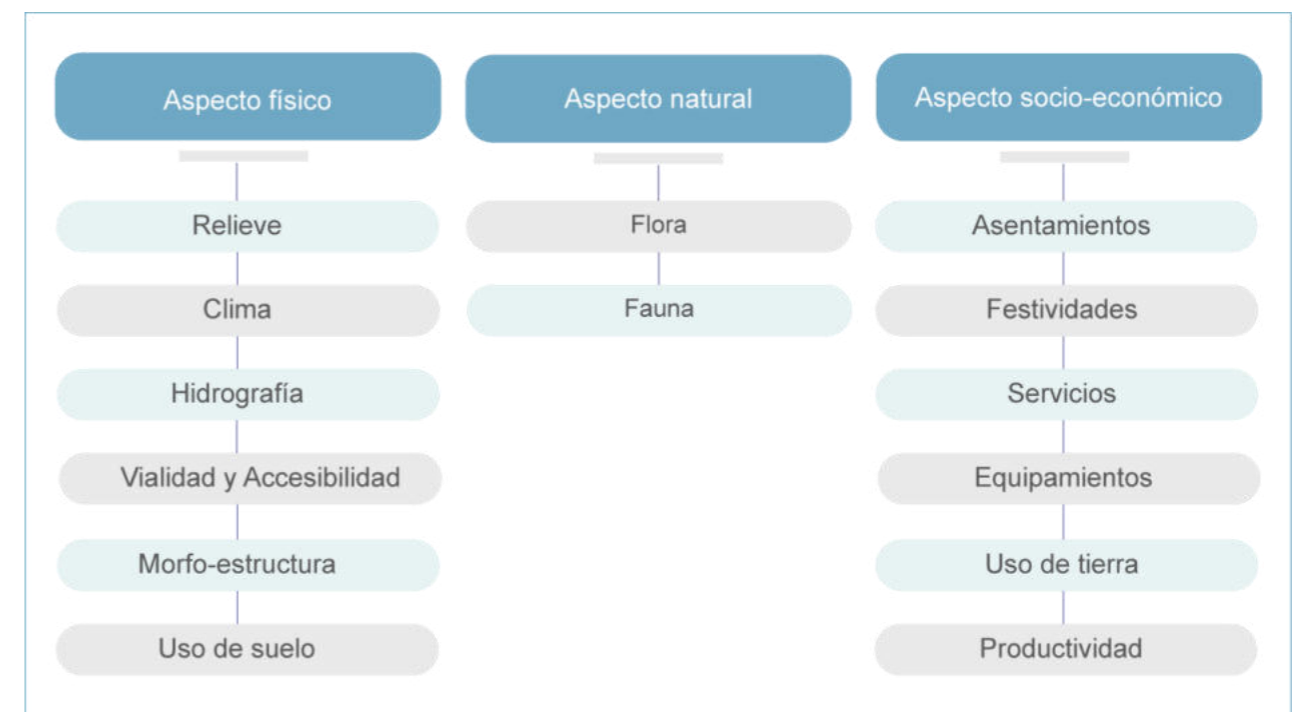 Aspecto físico
Relieve
Clima
Hidrografía
Vialidad y Accesibilidad
Morfo-estructura
Uso de suelo
Aspecto natural
Flora
Fauna
Aspecto socio-económico
Asentamientos
Festividades
Servicios
Equipamientos
Uso de tierra
Productividad